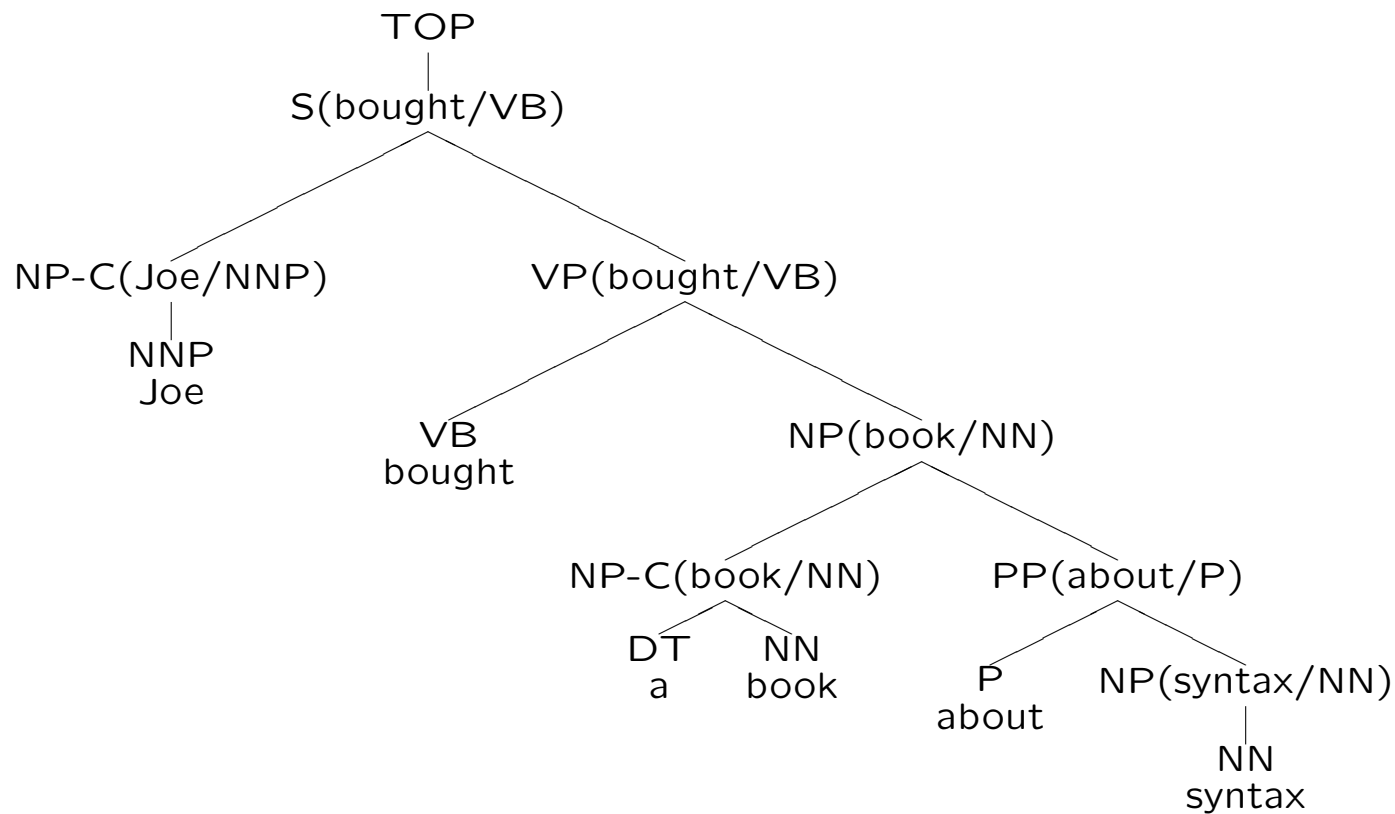 TOP
S(bought/VB)
NP-C(Joe/NNP) VP(bought/VB)
NNP
Joe
VB NP(book/NN)
bought
NP-C(book/NN) PP(about/P)
DT NN
a book
P NP(syntax/NN)
about
NN
syntax